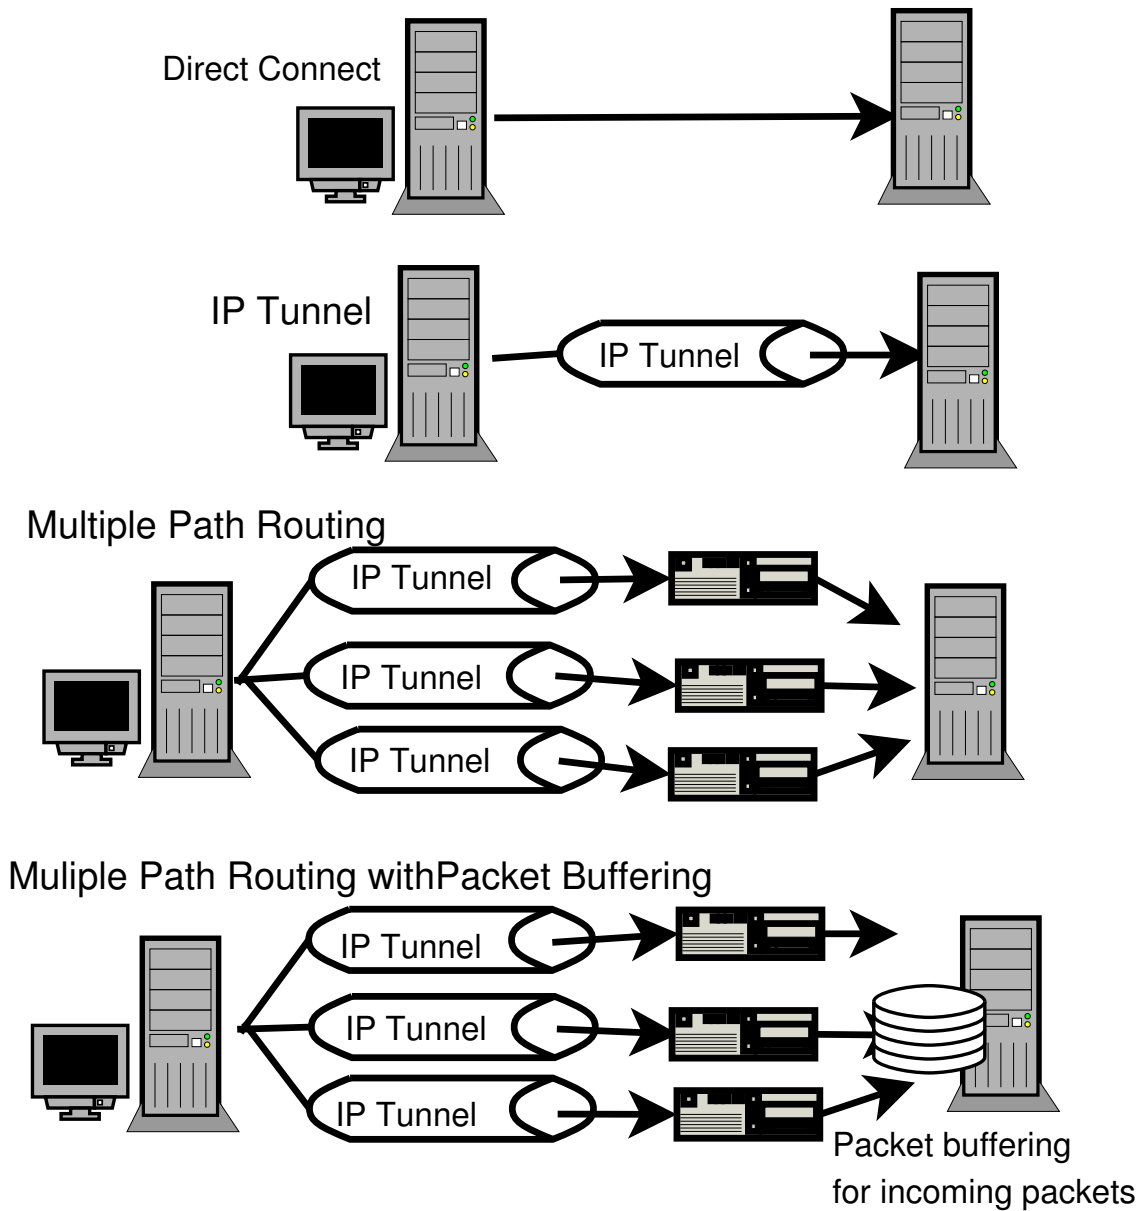 Direct Connect
IP Tunnel
IP Tunnel
Multiple Path Routing
IP Tunnel
IP Tunnel
IP Tunnel
Muliple Path Routing withPacket Buffering
IP Tunnel
IP Tunnel
IP Tunnel
Packet buffering
for incoming packets